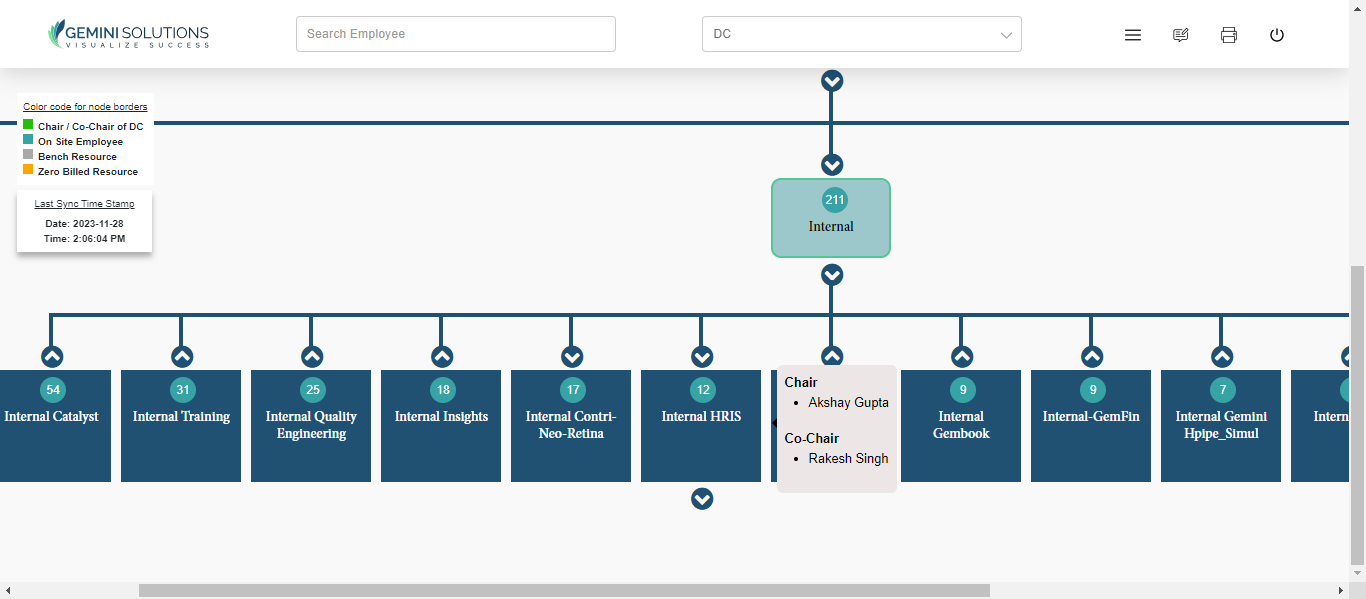 GEMINI SOLUTIONS
VISUALIZE SUCCESS
Search Employee
DC
Color code for node borders
Chair / Co-Chair of DC
On Site Employee
Bench Resource
Zero Billed Resource
Last Sync Time Stamp
Date: 2023-11-28
Time: 2:06:04 PM
211
Internal
54
Internal Catalyst
31
Internal Training
25
Internal Quality
Engineering
18
Internal Insights
17
Internal Contri-
Neo-Retina
12
Internal HRIS
Chair
Akshay Gupta
Co-Chair
Rakesh Singh
9
Internal
Gembook
9
Internal-GemFin
7
Internal Gemini
Hpipe_Simul